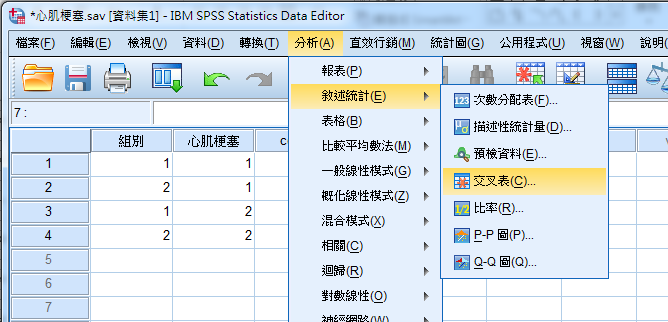 *心肌梗塞.sav [資料集1] - IBM SPSS Statistics Data Editor
檔案(F) 編輯(E) 檢視(V) 資料(D) 轉換(T) 分析(A) 直效行銷(M) 統計圖(G) 公用程式(U) 視窗(W) 說明
報表(P)
敘述統計(E)
表格(B)
比較平均數法(M)
一般線性模式(G)
概化線性模式(Z)
混合模式(X)
相關(C)
迴歸(R)
對數線性(O)
神經網路(W)
次數分配表(F)...
描述性統計量(D)...
預檢資料(E)...
交叉表(C)...
比率(R)...
P-P 圖(P)...
Q-Q 圖(Q)...
7 :
組別 心肌梗塞 c
1 1 1
2 2 1
3 1 2
4 2 2
5
6
7